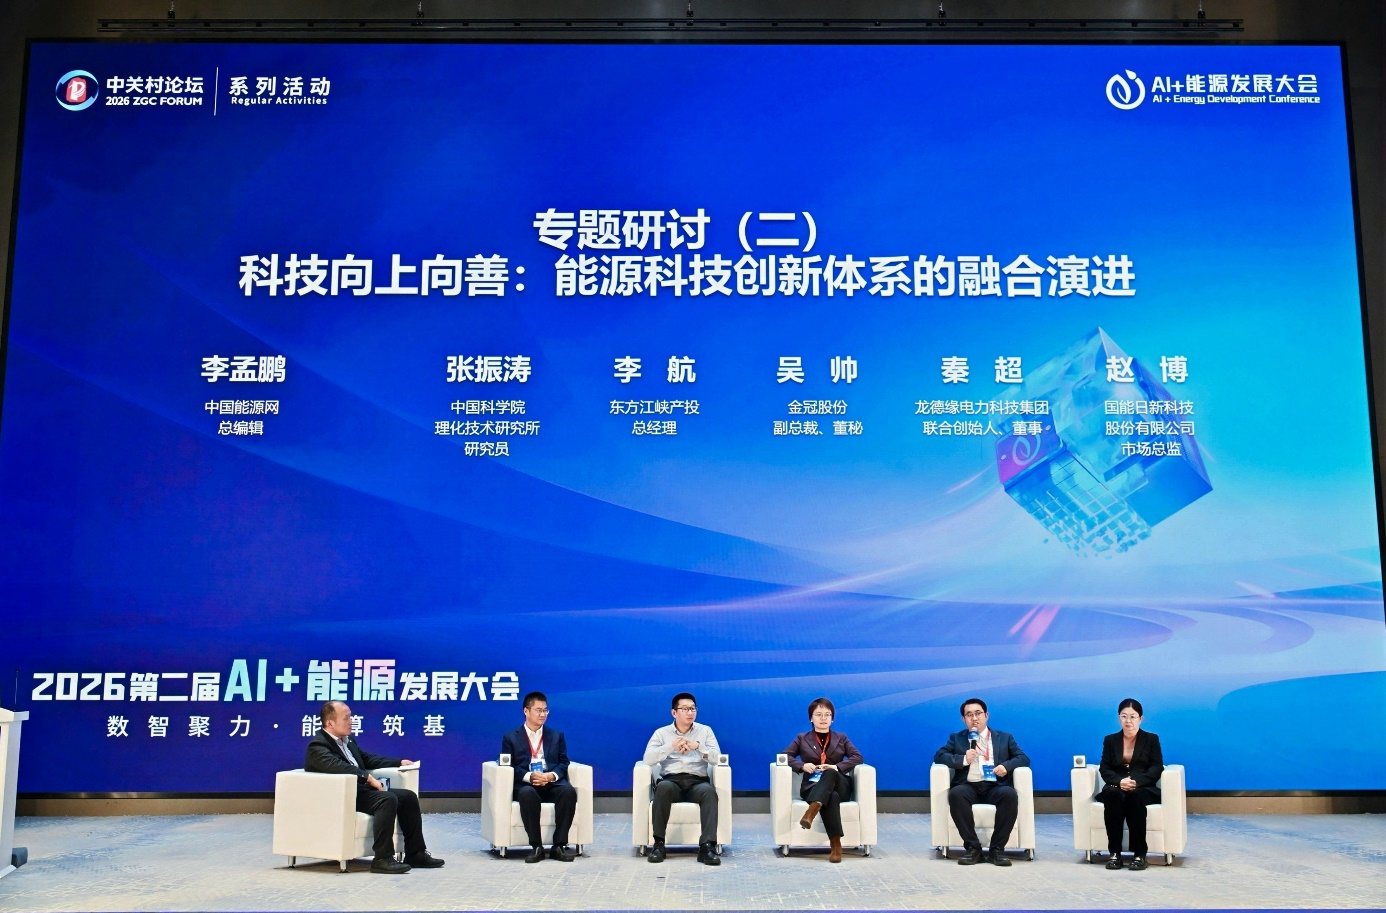 中关村论坛
2026 ZGC FORUM
系列活动
Regular Activities
AI+能源发展大会
AI + Energy Development Conference
专题研讨（二）
科技向上向善：能源科技创新体系的融合演进
李孟鹏
中国能源网
总编辑
张振涛
中国科学院
理化技术研究所
研究员
李 航
东方江峡产投
总经理
吴 帅
金冠股份
副总裁、董秘
秦 超
龙德缘电力科技集团
联合创始人、董事
赵 博
国能日新科技
股份有限公司
市场总监
2026第二届AI+能源发展大会
数智聚力·能算筑基